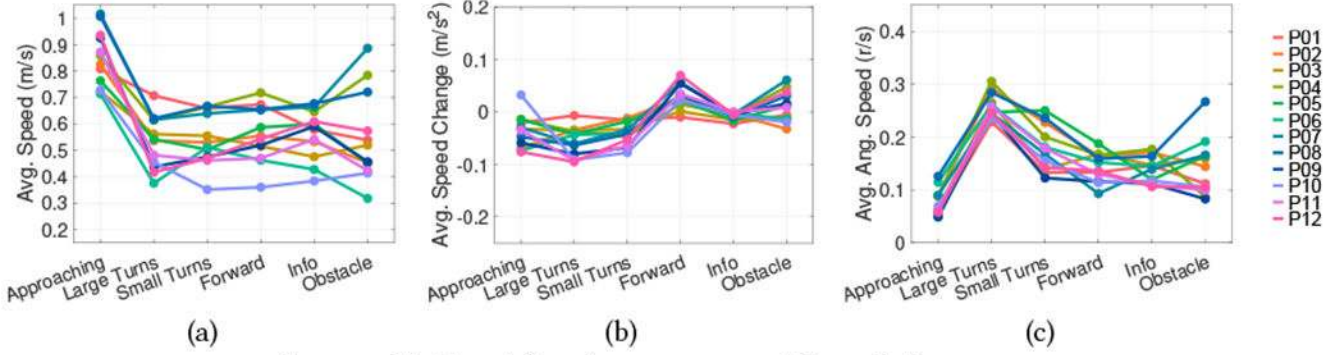 Avg. Speed (m/s)
1
0.9
0.8
0.7
0.6
0.5
0.4
0.3
0.2
Approaching
Large Turns
Small Turns
Forward
Info
Obstacle
(a)
Avg. Speed Change (m/s²)
0.2
0.1
0
-0.1
-0.2
Approaching
Large Turns
Small Turns
Forward
Info
Obstacle
(b)
Avg. Ang. Speed (r/s)
0.4
0.3
0.2
0.1
0
Approaching
Large Turns
Small Turns
Forward
Info
Obstacle
(c)
P01
P02
P03
P04
P05
P06
P07
P08
P09
P10
P11
P12